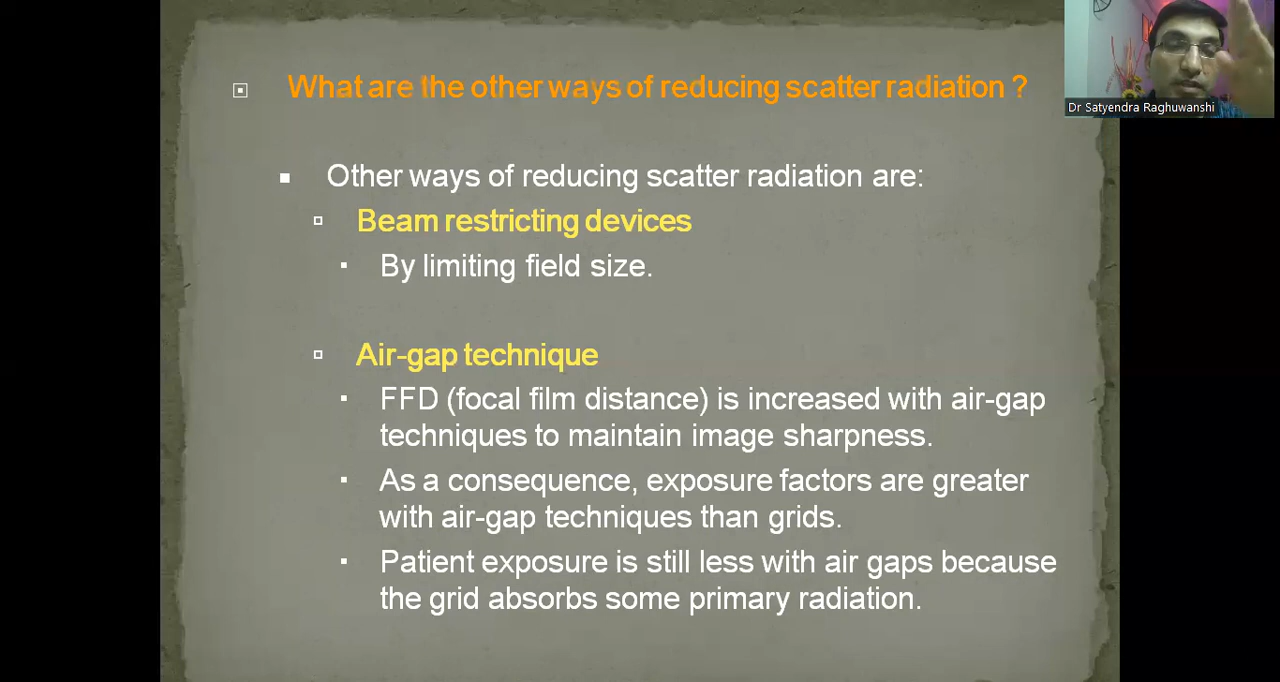 What are the other ways of reducing scatter radiation ?
Dr Satyendra Raghuwanshi
Other ways of reducing scatter radiation are:
Beam restricting devices
By limiting field size.
Air-gap technique
FFD (focal film distance) is increased with air-gap
techniques to maintain image sharpness.
As a consequence, exposure factors are greater
with air-gap techniques than grids.
Patient exposure is still less with air gaps because
the grid absorbs some primary radiation.